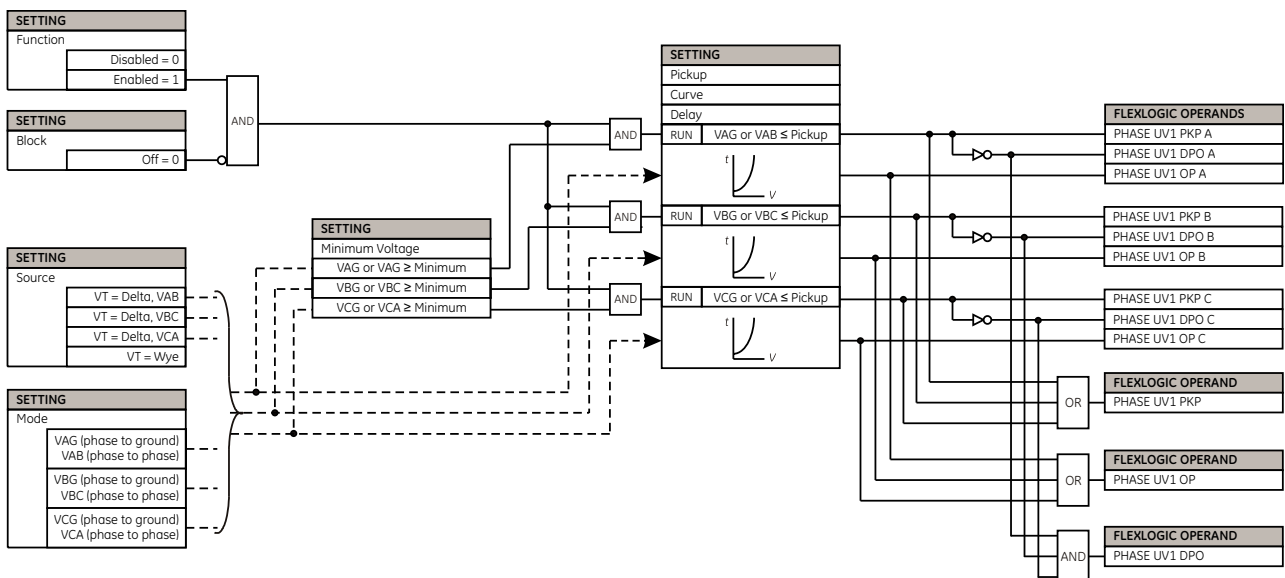 SETTING
Function
Disabled = 0
Enabled = 1
AND
SETTING
Block
Off = 0
SETTING
Source
VT = Delta, VAB
VT = Delta, VBC
VT = Delta, VCA
VT = Wye
SETTING
Mode
VAG (phase to ground)
VAB (phase to phase)
VBG (phase to ground)
VBC (phase to phase)
VCG (phase to ground)
VCA (phase to phase)
SETTING
Minimum Voltage
VAG or VAG ≥ Minimum
VBG or VBC ≥ Minimum
VCG or VCA ≥ Minimum
AND
AND
AND
SETTING
Pickup
Curve
Delay
RUN VAG or VAB ≤ Pickup
t
V
RUN VBG or VBC ≤ Pickup
t
V
RUN VCG or VCA ≤ Pickup
t
V
FLEXLOGIC OPERANDS
PHASE UV1 PKP A
PHASE UV1 DPO A
PHASE UV1 OP A
PHASE UV1 PKP B
PHASE UV1 DPO B
PHASE UV1 OP B
PHASE UV1 PKP C
PHASE UV1 DPO C
PHASE UV1 OP C
OR
FLEXLOGIC OPERAND
PHASE UV1 PKP
OR
FLEXLOGIC OPERAND
PHASE UV1 OP
AND
FLEXLOGIC OPERAND
PHASE UV1 DPO